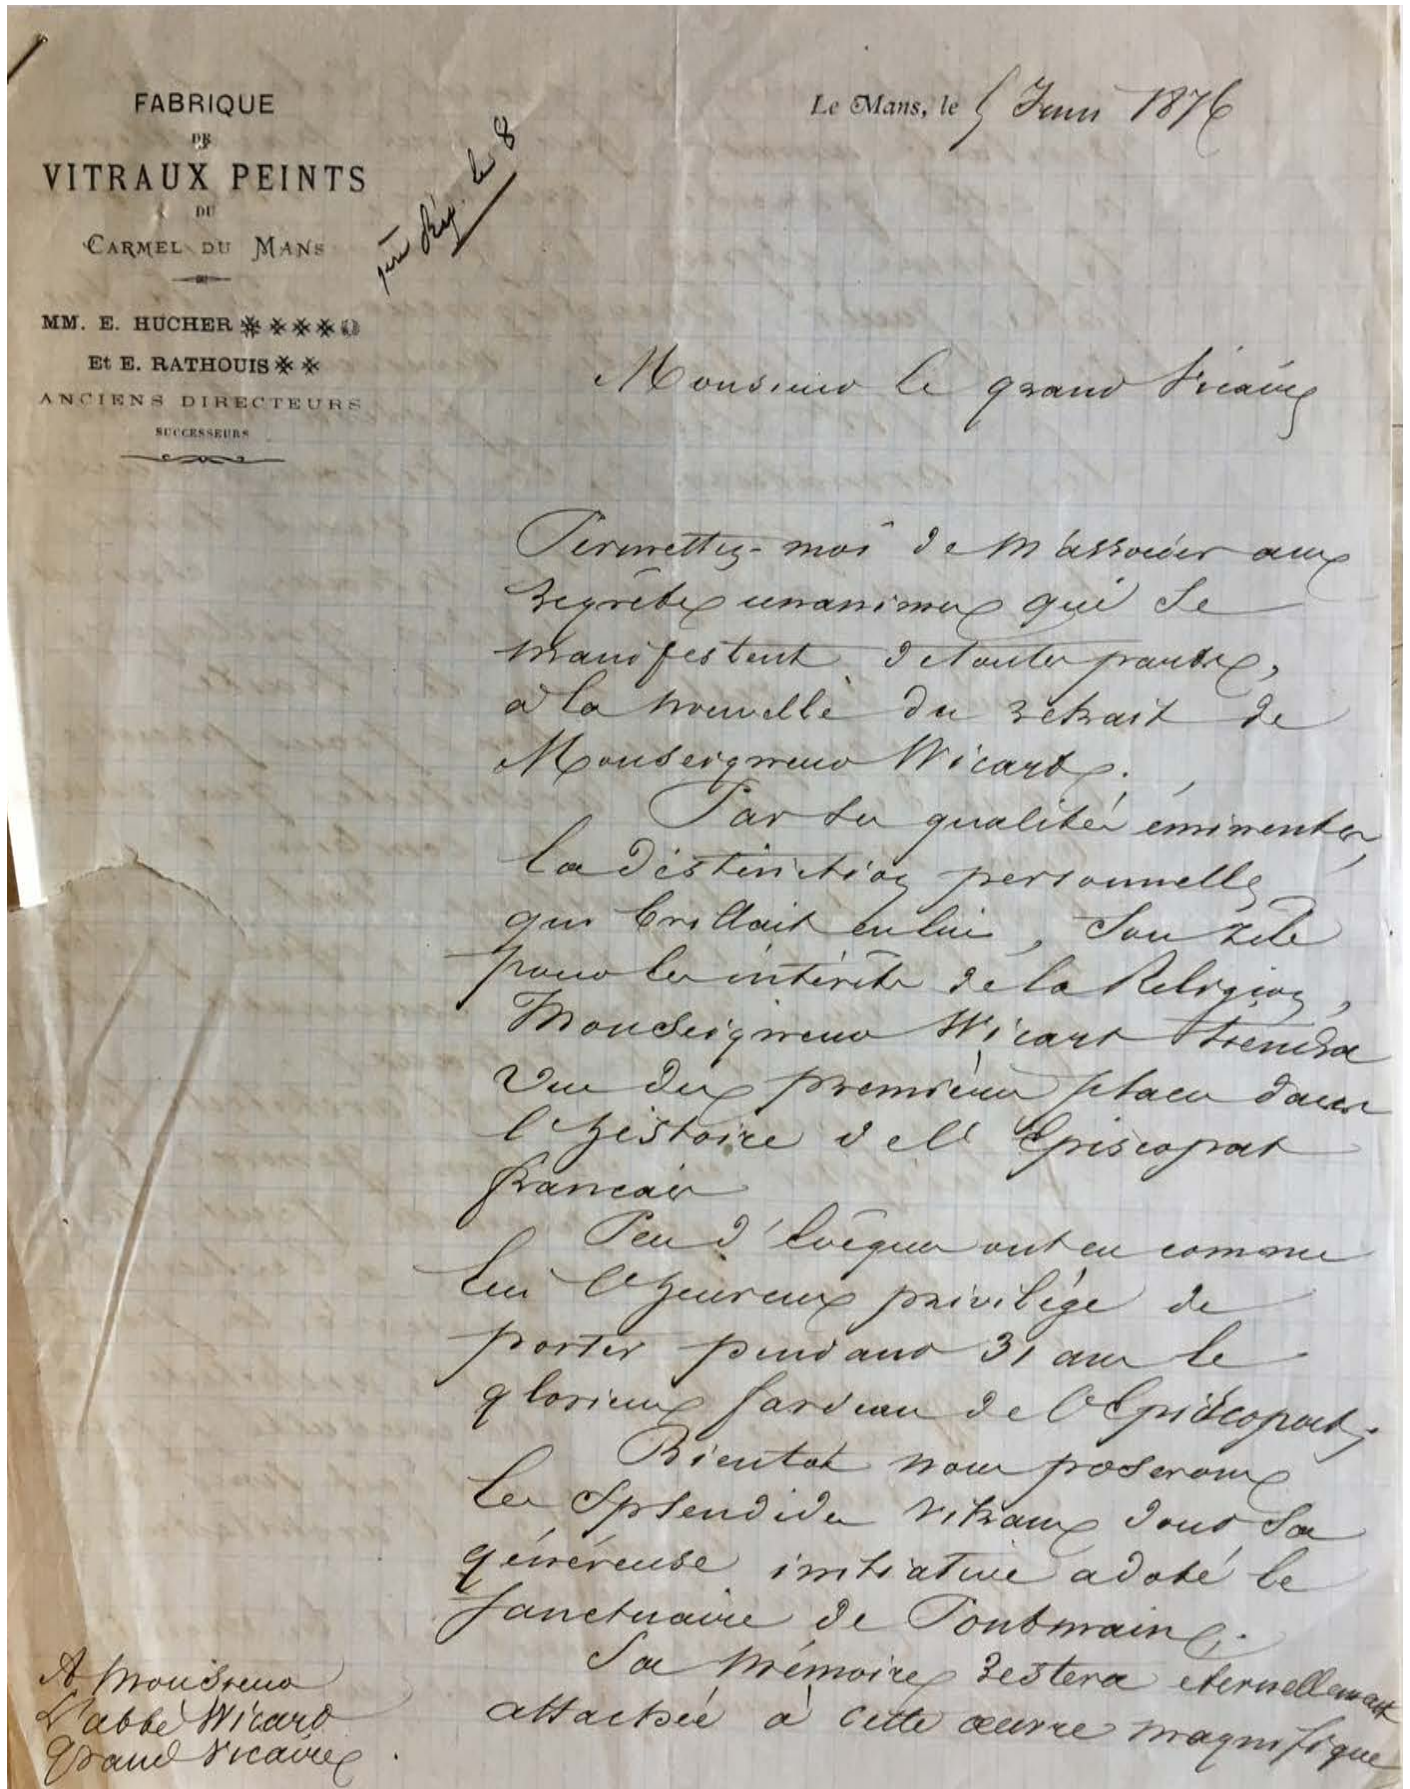 FABRIQUE
DE
VITRAUX PEINTS
DU
CARMEL DU MANS
MM. E. HUCHER
Et E. RATHOUIS
ANCIENS DIRECTEURS
SUCCESSEURS
Rép. le 8
Le Mans, le 5 Juin 1876
Monsieur le grand Vicaire
Permettez-moi de m'associer aux
regrets unanimes qui se
manifestent de toutes parts,
à la nouvelle du retrait de
Monseigneur Wicart.
Par ses qualités éminentes,
la distinction personnelle
qui brillait en lui, son zèle
pour les intérêts de la Religion,
Monseigneur Wicart tiendra
une des premières places dans
l'histoire de l'Episcopat
français
Peu d'évêques ont eu comme
lui l'heureux privilège de
porter pendant 31 ans le
glorieux fardeau de l'Episcopat.
Bientôt nous poserons
les splendides vitraux dont sa
généreuse initiative a doté le
sanctuaire de Pontmain.
Sa mémoire restera eternellement
attachée à cette œuvre magnifique
A Monsieur
L'abbé Wicart
Grand Vicaire.